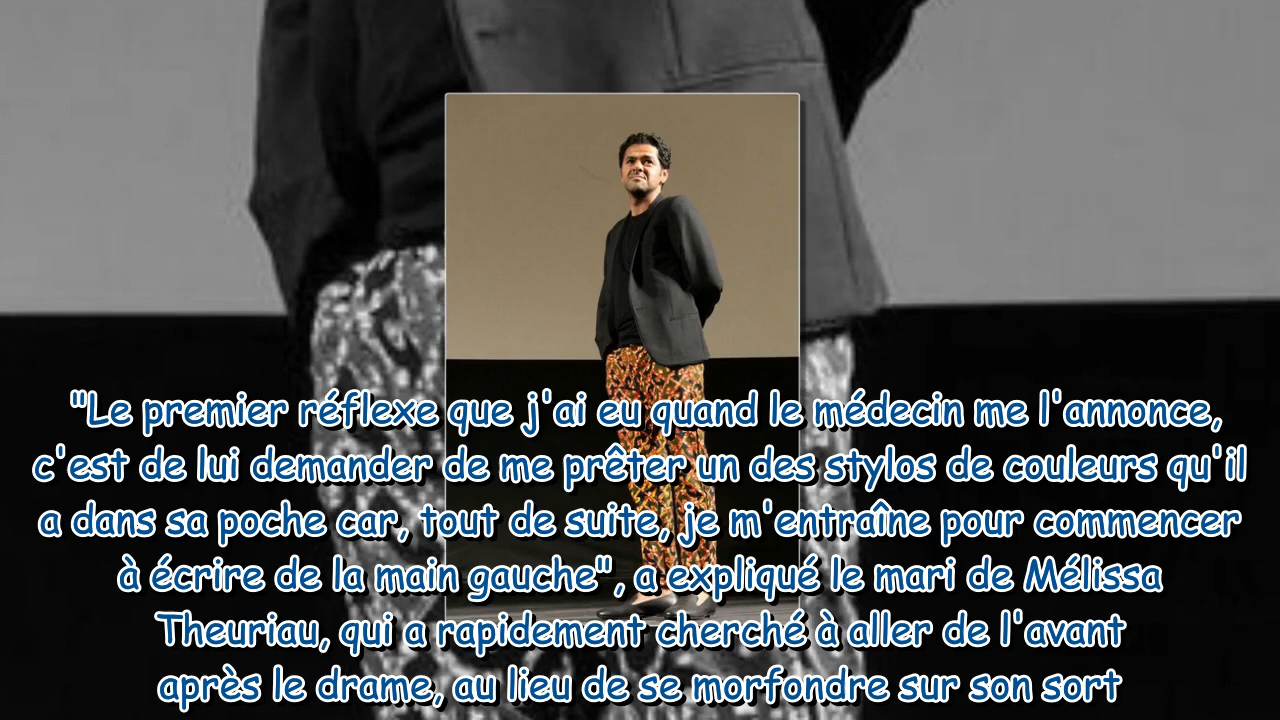 "Le premier réflexe que j'ai eu quand le médecin me l'annonce,
c'est de lui demander de me prêter un des stylos de couleurs qu'il
a dans sa poche car, tout de suite, je m'entraîne pour commencer
à écrire de la main gauche", a expliqué le mari de Mélissa
Theuriau, qui a rapidement cherché à aller de l'avant
après le drame, au lieu de se morfondre sur son sort